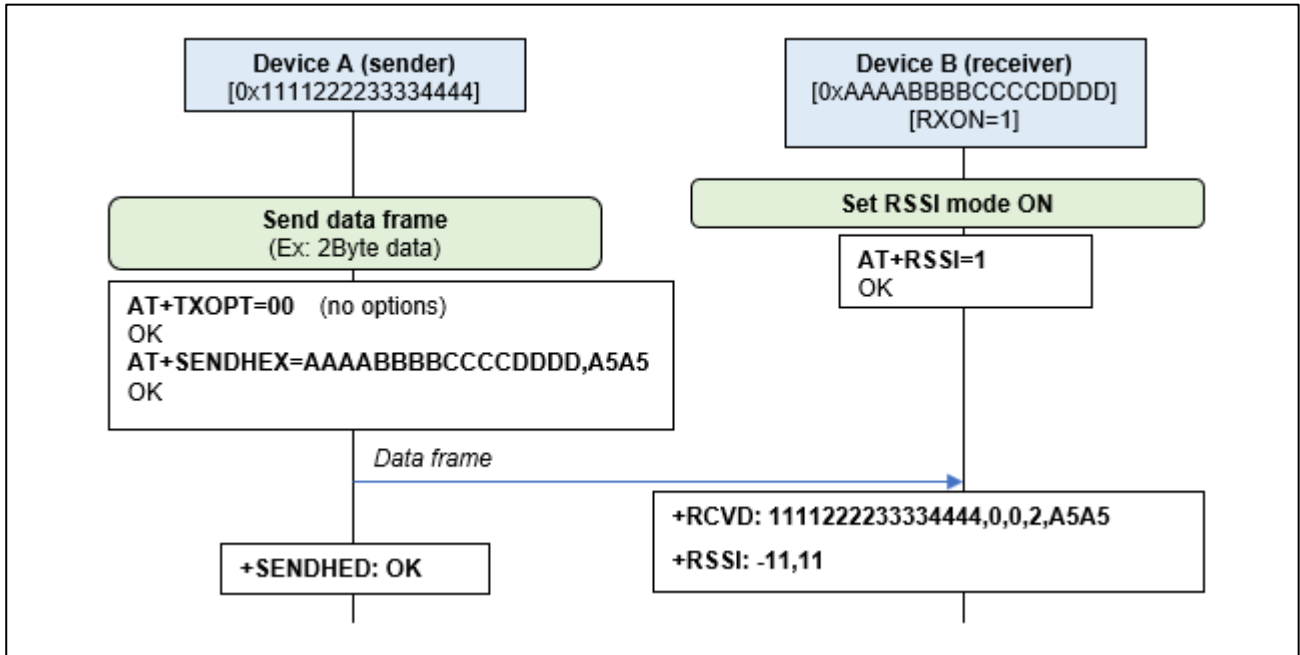 Device A (sender)
[0x1111222233334444]
Device B (receiver)
[0xAAAABBBBCCCCDDDD]
[RXON=1]
Set RSSI mode ON
Send data frame
(Ex: 2Byte data)
AT+RSSI=1
OK
AT+TXOPT=00 (no options)
OK
AT+SENDHEX=AAAABBBBCCCCDDDD,A5A5
OK
Data frame
+RCVD: 1111222233334444,0,0,2,A5A5
+RSSI: -11,11
+SENDHED: OK